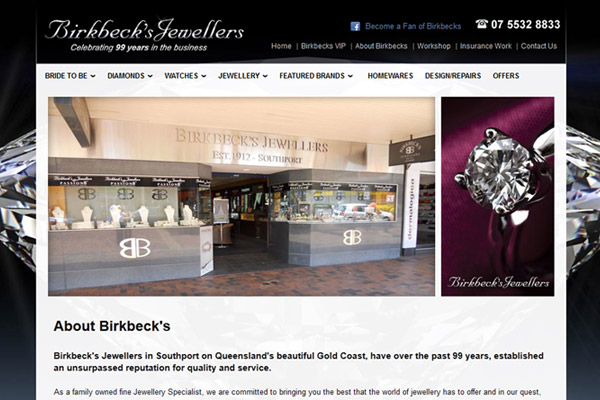 Birkbeck's Jewellers
Celebrating 99 years in the business
Become a Fan of Birkbecks
07 5532 8833
Home | Birkbecks VIP | About Birkbecks | Workshop | Insurance Work | Contact Us
BRIDE TO BE DIAMONDS WATCHES JEWELLERY FEATURED BRANDS HOMEWARES DESIGN/REPAIRS OFFERS
BIRKBECK'S JEWELLERS
EST. 1912 - SOUTHPORT
PASSION8
PASSION8
dermalogica
Birkbeck's Jewellers
About Birkbeck's
Birkbeck's Jewellers in Southport on Queensland's beautiful Gold Coast, have over the past 99 years, established
an unsurpassed reputation for quality and service.
As a family owned fine Jewellery Specialist, we are committed to bringing you the best that the world of jewellery has to offer and in our quest,